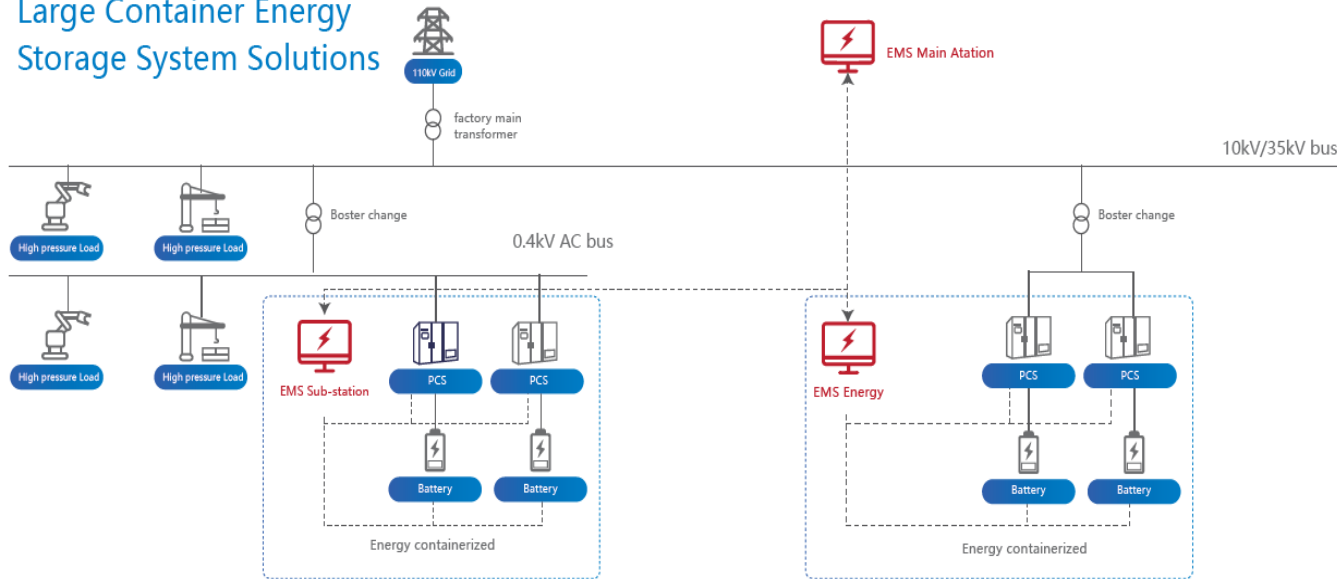 Large Container Energy
Storage System Solutions
110kV Grid
EMS Main Atation
factory main
transformer
10kV/35kV bus
High pressure Load
High pressure Load
Boster change
0.4kV AC bus
Boster change
High pressure Load
High pressure Load
EMS Sub-station
PCS
PCS
Battery
Battery
Energy containerized
EMS Energy
PCS
PCS
Battery
Battery
Energy containerized